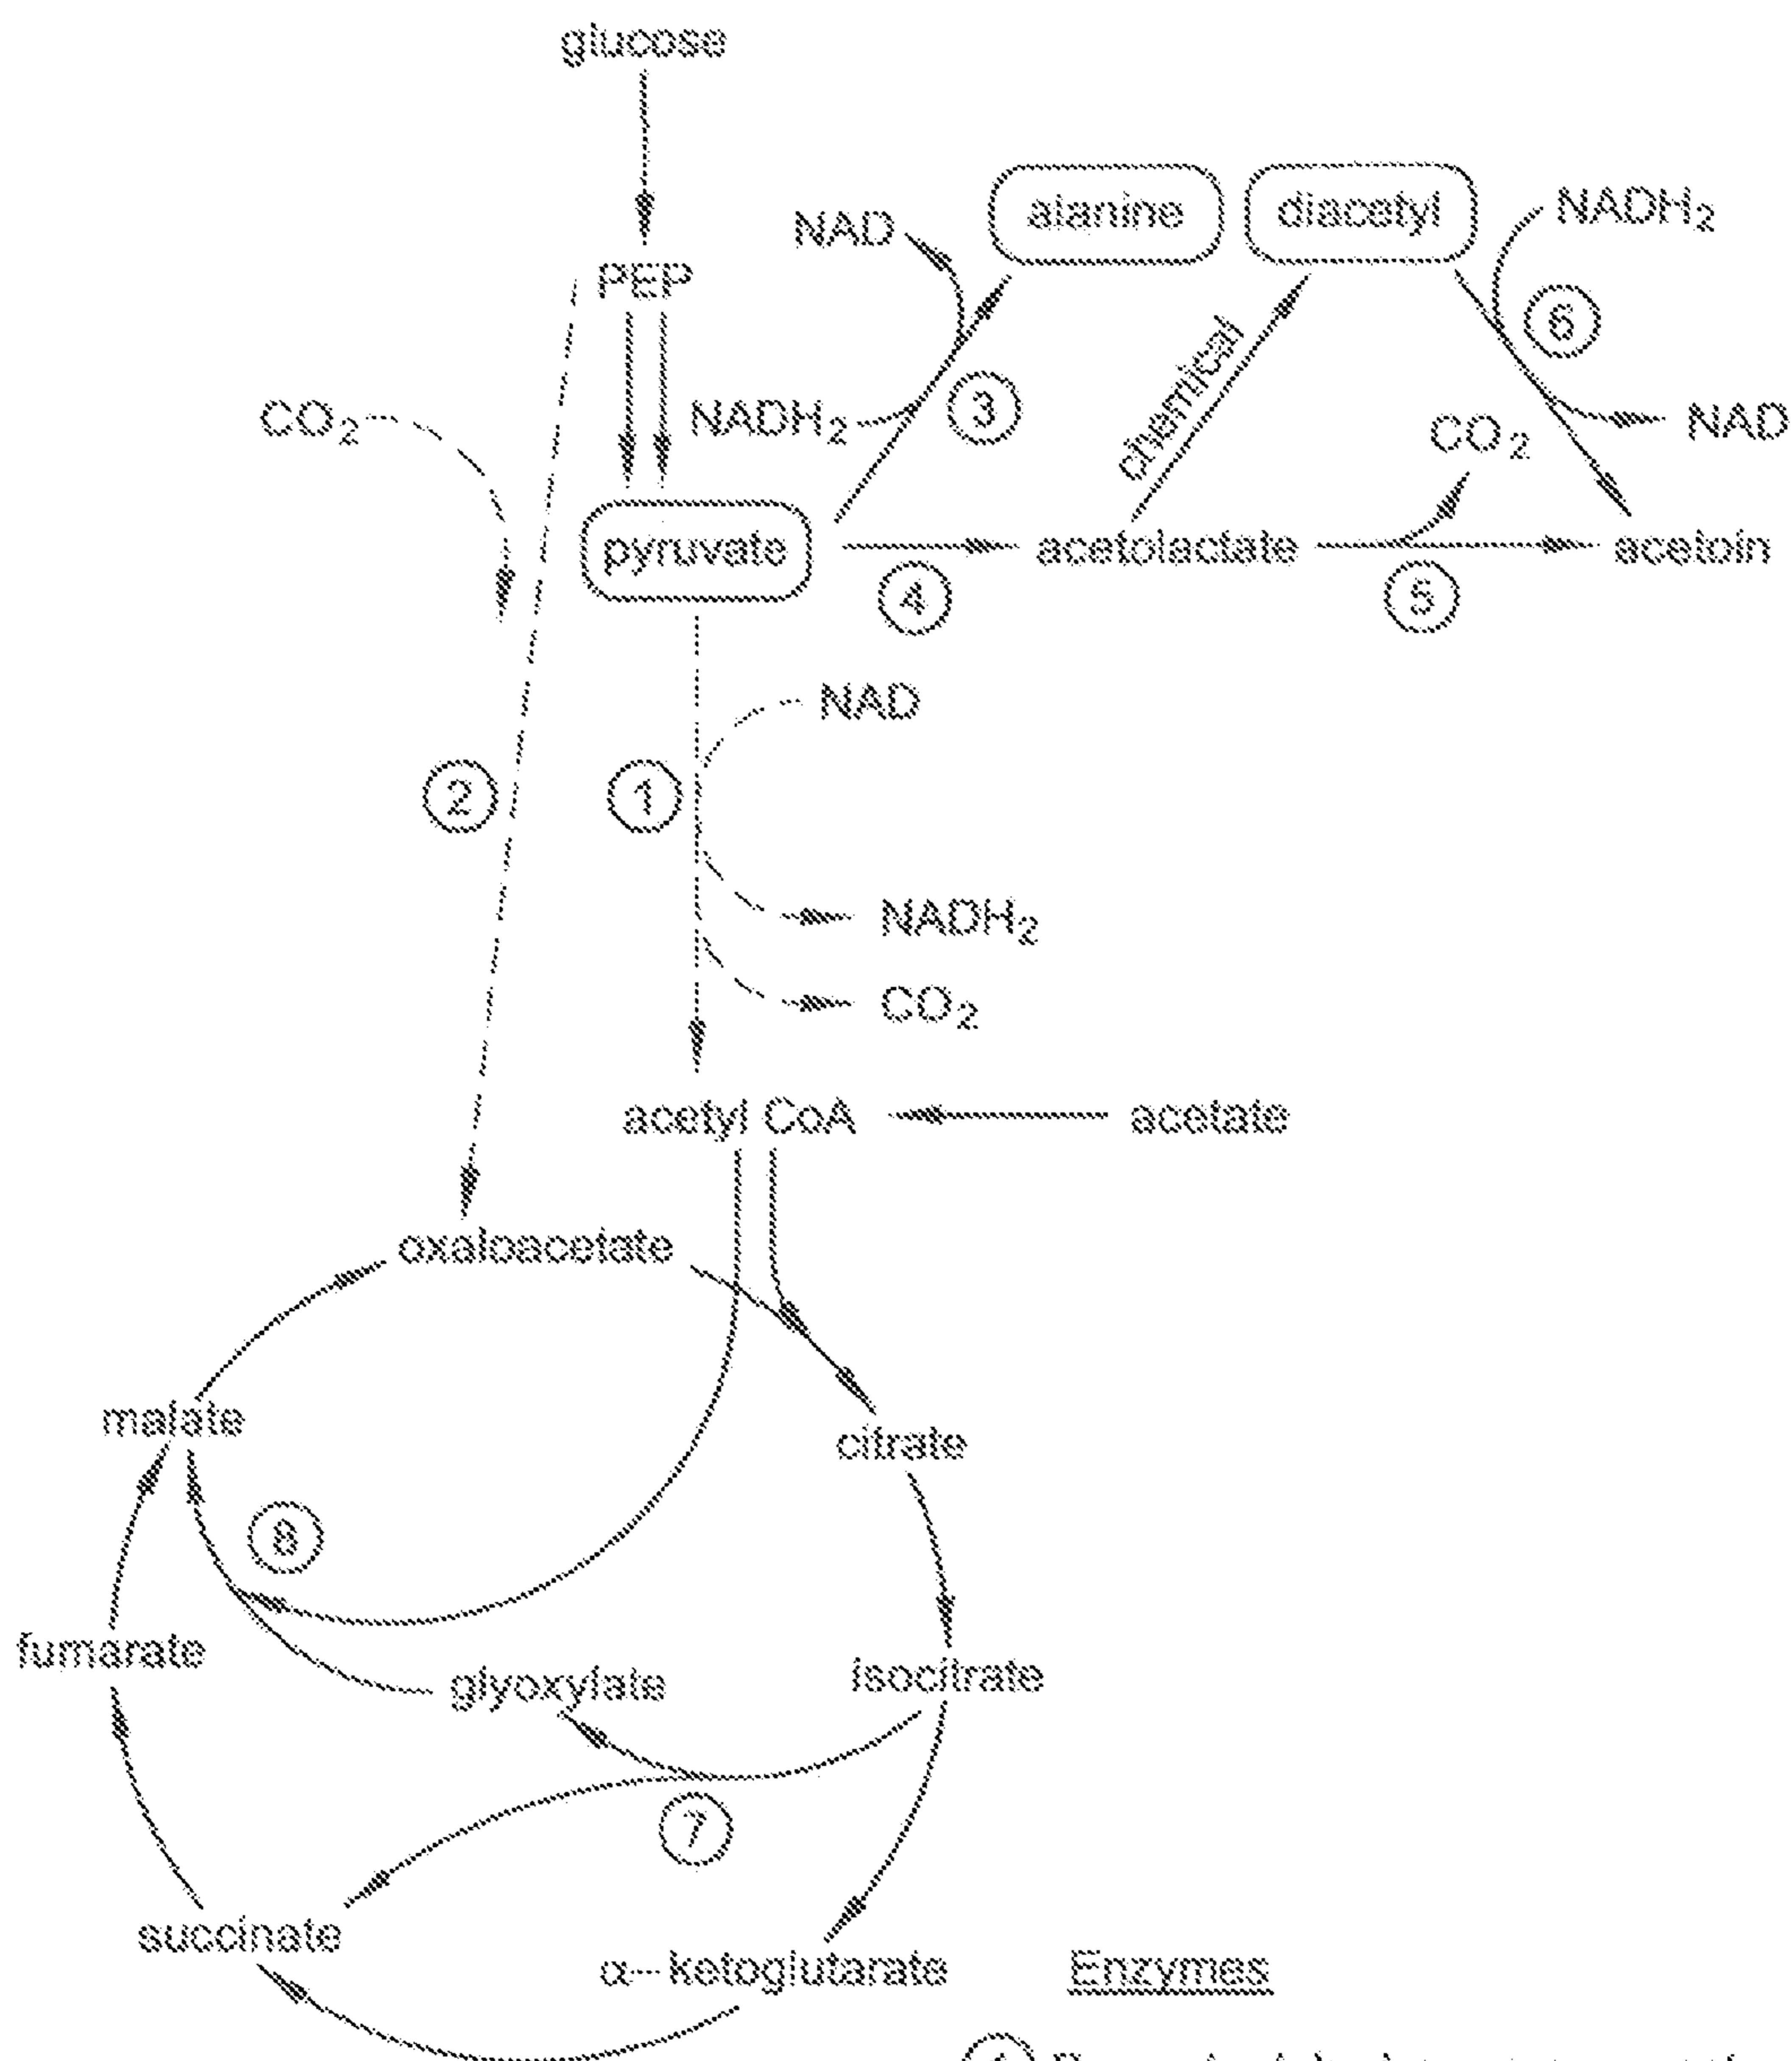 glucose
alanine
diacetyl
NADH₂
NAD
PEP
③
⑥
CO₂
NADH₂
chemical
CO₂
NAD
pyruvate
acetolactate
acetoin
④
⑤
NAD
②
①
NADH₂
CO₂
acetyl CoA
acetate
oxaloacetate
malate
citrate
⑧
fumarate
glyoxylate
isocitrate
⑦
succinate
α–ketoglutarate
Enzymes